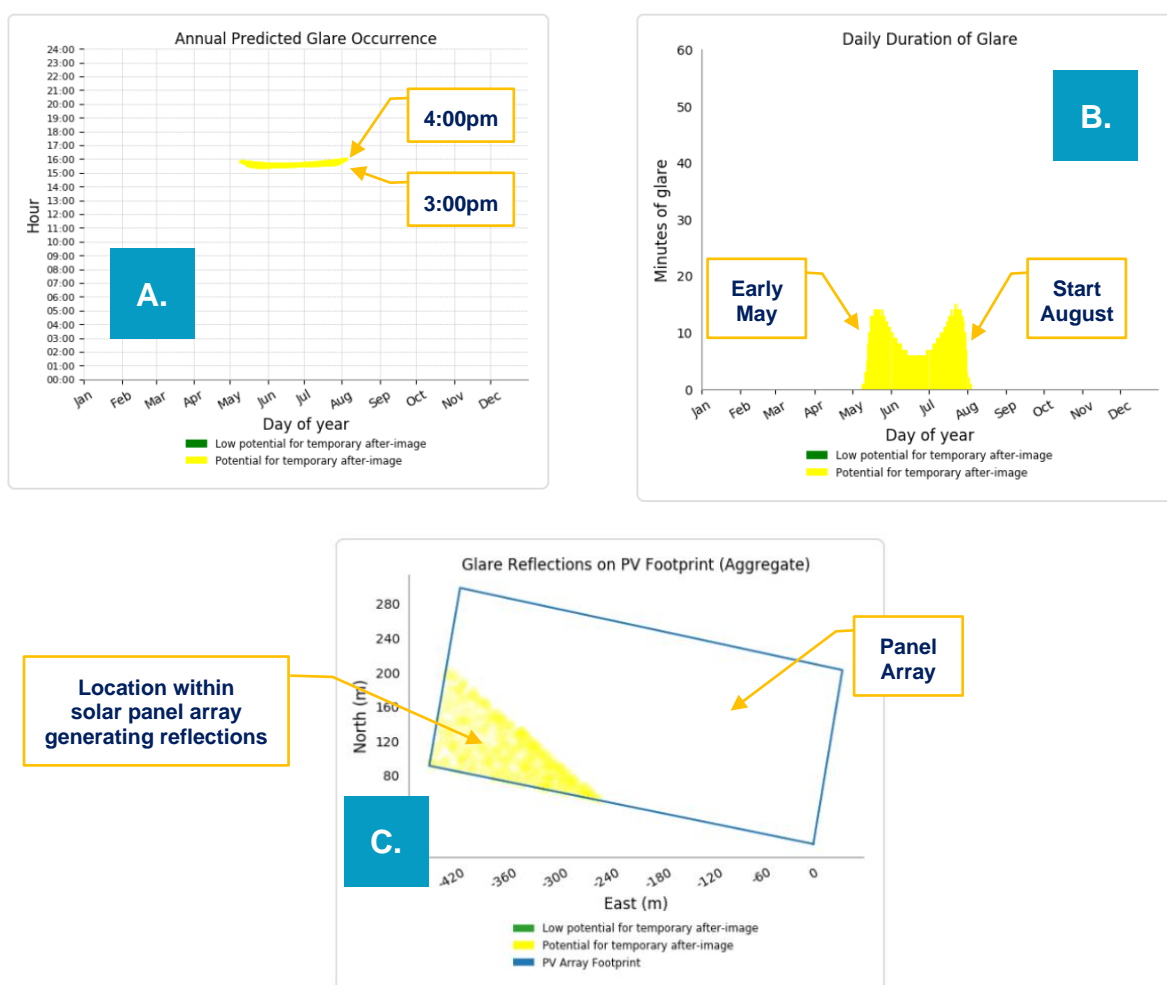 Annual Predicted Glare Occurrence
24:00
23:00
22:00
21:00
20:00
19:00
18:00
17:00
16:00
15:00
14:00
13:00
12:00
11:00
10:00
09:00
08:00
07:00
06:00
05:00
04:00
03:00
02:00
01:00
00:00
Hour
4:00pm
3:00pm
A.
Jan Feb Mar Apr May Jun Jul Aug Sep Oct Nov Dec
Day of year
Low potential for temporary after-image
Potential for temporary after-image
Daily Duration of Glare
60
50
40
30
20
10
0
Minutes of glare
B.
Early
May
Start
August
Jan Feb Mar Apr May Jun Jul Aug Sep Oct Nov Dec
Day of year
Low potential for temporary after-image
Potential for temporary after-image
Glare Reflections on PV Footprint (Aggregate)
280
240
200
160
120
80
North (m)
Panel
Array
Location within
solar panel array
generating reflections
C.
-420 -360 -300 -240 -180 -120 -60 0
East (m)
Low potential for temporary after-image
Potential for temporary after-image
PV Array Footprint